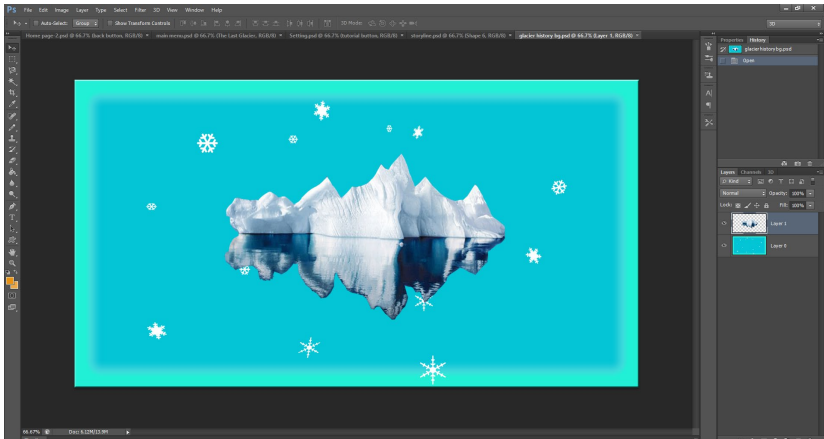 Ps File Edit Image Layer Type Select Filter 3D View Window Help
Auto-Select: Group Show Transform Controls 3D Mode: 3D
Home page-2.psd @ 66.7% (back button, RGB/8) × main menu.psd @ 66.7% (The Last Glacier, RGB/8) × Setting.psd @ 66.7% (tutorial button, RGB/8) × storyline.psd @ 66.7% (Shape 6, RGB/8) × glacier history bg.psd @ 66.7% (Layer 1, RGB/8) ×
Properties History
glacier history bg.psd
Open
Layers Channels 3D
Kind
Normal Opacity: 100%
Lock: Fill: 100%
Layer 1
Layer 0
66.67% Doc: 6.12M/13.9M